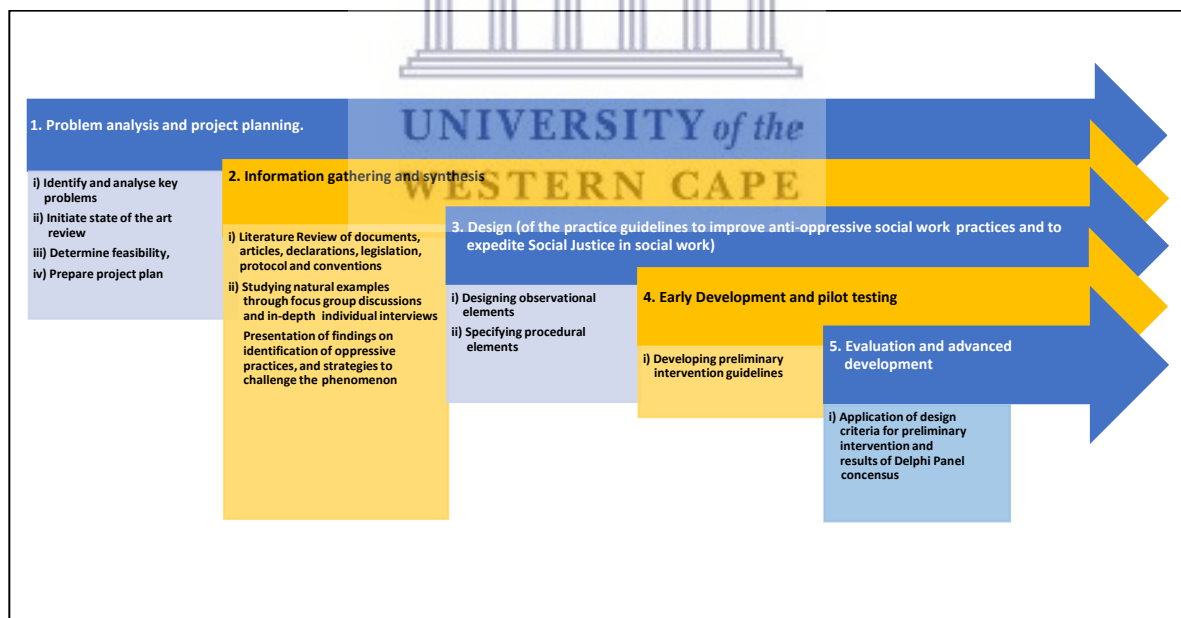 UNIVERSITY of the
WESTERN CAPE
1. Problem analysis and project planning.
i) Identify and analyse key
problems
ii) Initiate state of the art
review
iii) Determine feasibility,
iv) Prepare project plan
2. Information gathering and synthesis
i) Literature Review of documents,
articles, declarations, legislation,
protocol and conventions
ii) Studying natural examples
through focus group discussions
and in-depth individual interviews
Presentation of findings on
identification of oppressive
practices, and strategies to
challenge the phenomenon
3. Design (of the practice guidelines to improve anti-oppressive social work practices and to
expedite Social Justice in social work)
i) Designing observational
elements
ii) Specifying procedural
elements
4. Early Development and pilot testing
i) Developing preliminary
intervention guidelines
5. Evaluation and advanced
development
i) Application of design
criteria for preliminary
intervention and
results of Delphi Panel
concensus